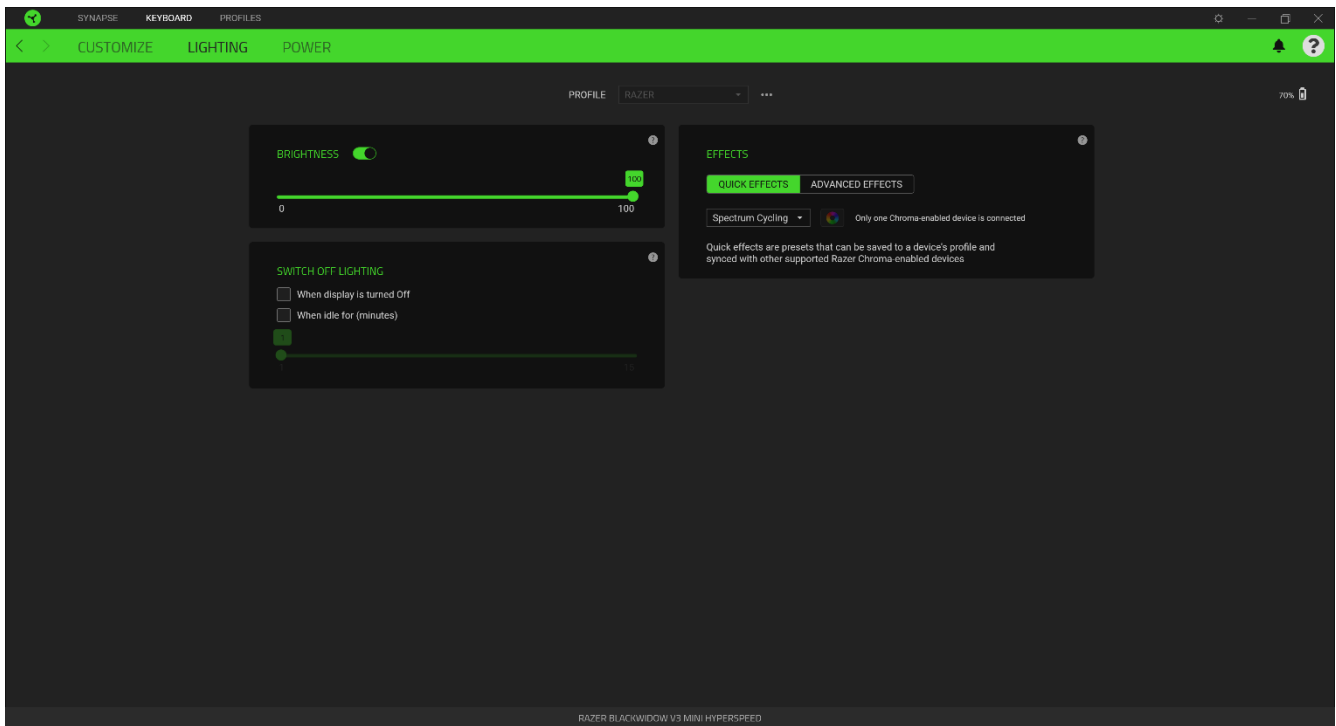 SYNAPSE KEYBOARD PROFILES
CUSTOMIZE LIGHTING POWER
?
PROFILE RAZER ••• 70%
BRIGHTNESS
?
100
0 100
SWITCH OFF LIGHTING
?
When display is turned Off
When idle for (minutes)
1
1 15
EFFECTS
?
QUICK EFFECTS ADVANCED EFFECTS
Spectrum Cycling Only one Chroma-enabled device is connected
Quick effects are presets that can be saved to a device's profile and
synced with other supported Razer Chroma-enabled devices
RAZER BLACKWIDOW V3 MINI HYPERSPEED